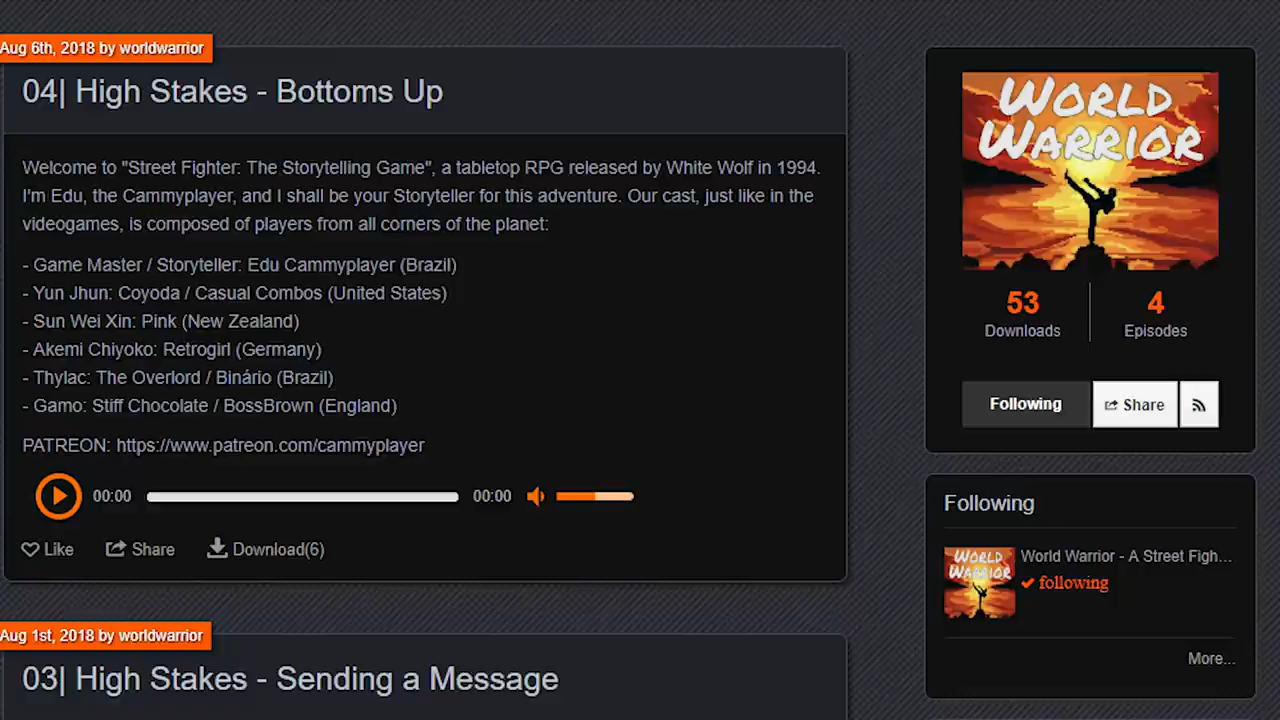 Aug 6th, 2018 by worldwarrior
04| High Stakes - Bottoms Up
Welcome to "Street Fighter: The Storytelling Game", a tabletop RPG released by White Wolf in 1994.
I'm Edu, the Cammyplayer, and I shall be your Storyteller for this adventure. Our cast, just like in the
videogames, is composed of players from all corners of the planet:
- Game Master / Storyteller: Edu Cammyplayer (Brazil)
- Yun Jhun: Coyoda / Casual Combos (United States)
- Sun Wei Xin: Pink (New Zealand)
- Akemi Chiyoko: Retrogirl (Germany)
- Thylac: The Overlord / Binário (Brazil)
- Gamo: Stiff Chocolate / BossBrown (England)
PATREON: https://www.patreon.com/cammyplayer
00:00 00:00
Like Share Download(6)
Aug 1st, 2018 by worldwarrior
03| High Stakes - Sending a Message
WORLD
WARRIOR
53 4
Downloads Episodes
Following Share
Following
WORLD
WARRIOR
World Warrior - A Street Figh...
following
More...